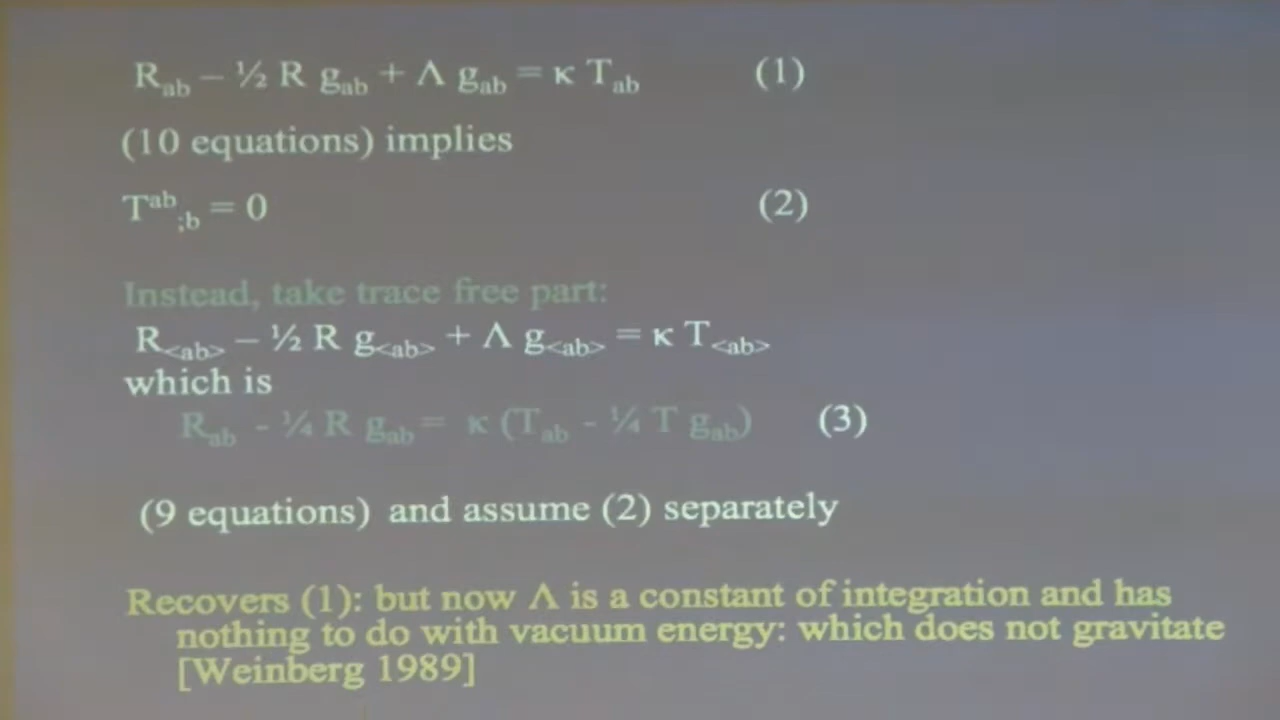 R_ab – ½ R g_ab + Λ g_ab = κ T_ab (1)
(10 equations) implies
T^ab_;b = 0 (2)
Instead, take trace free part:
R_<ab> – ½ R g_<ab> + Λ g_<ab> = κ T_<ab>
which is
R_ab - ¼ R g_ab = κ (T_ab - ¼ T g_ab) (3)
(9 equations) and assume (2) separately
Recovers (1): but now Λ is a constant of integration and has
nothing to do with vacuum energy: which does not gravitate
[Weinberg 1989]